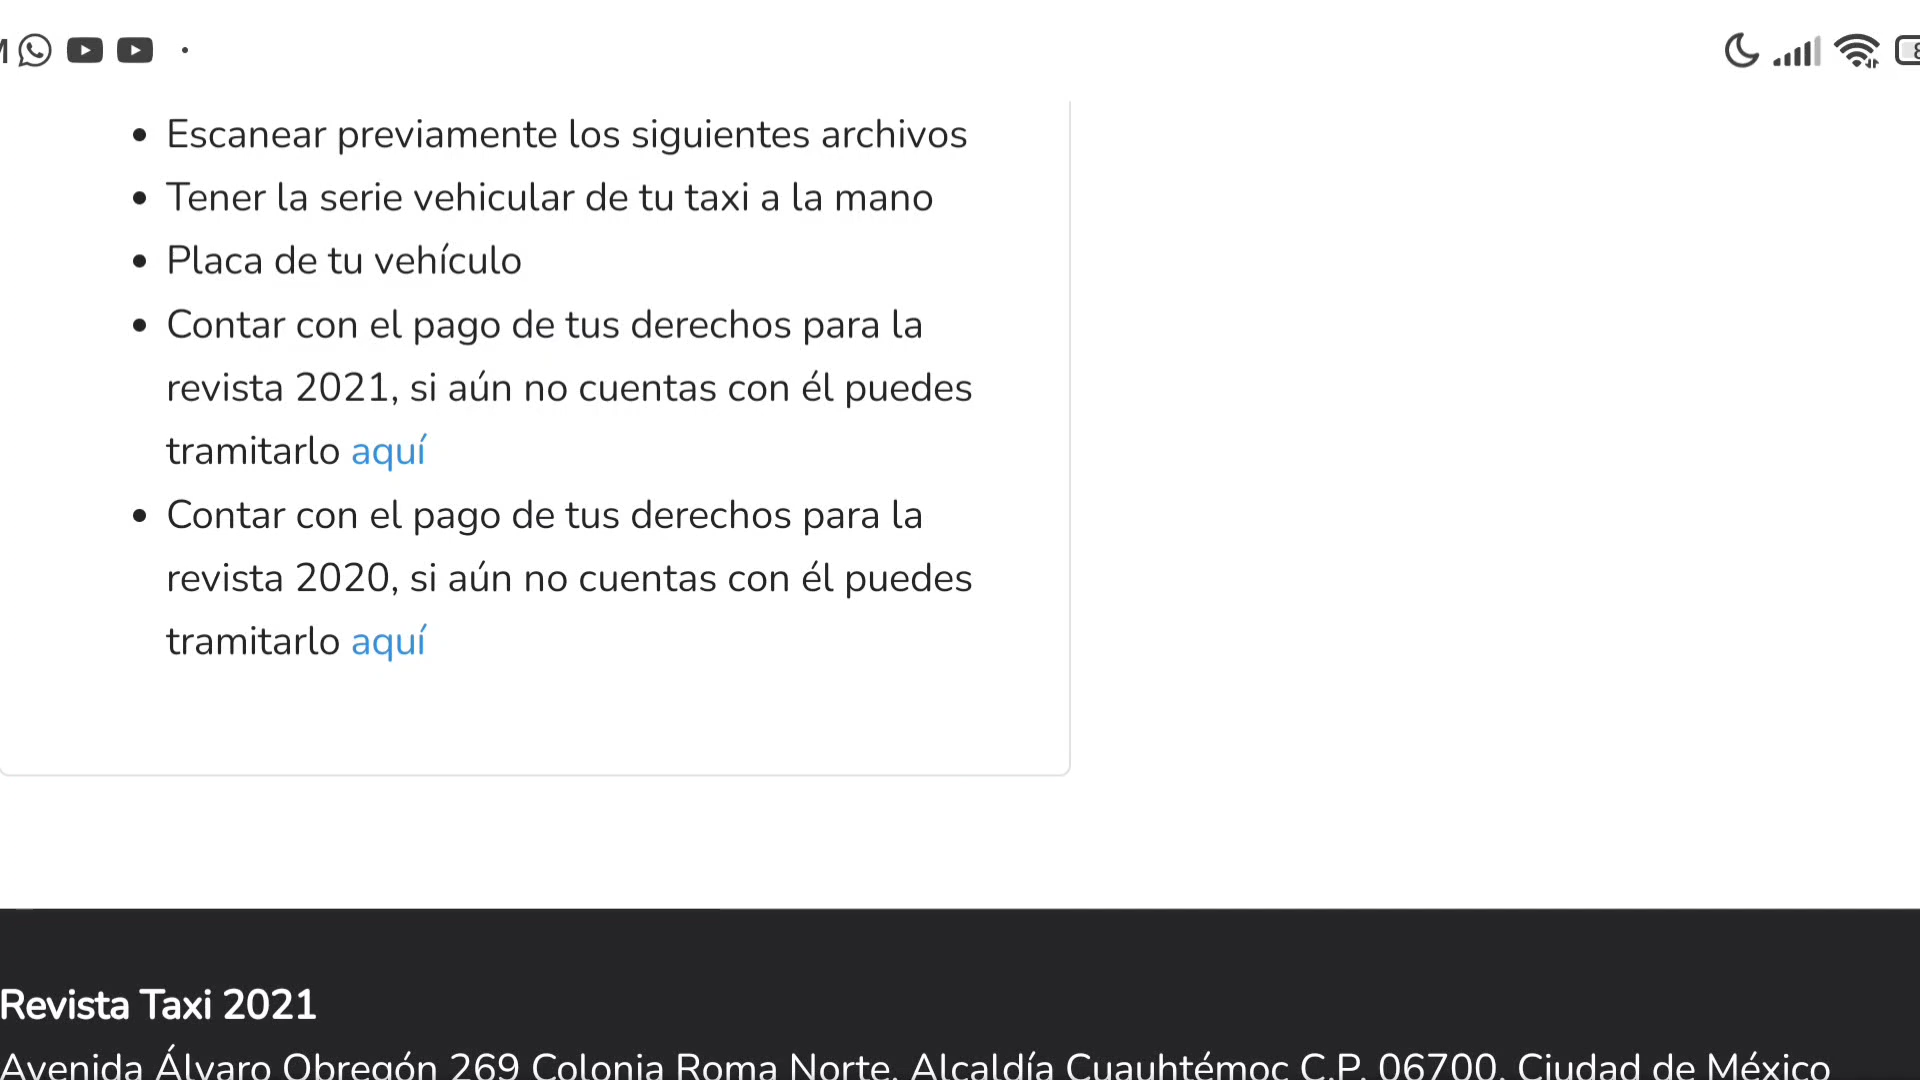 Escanear previamente los siguientes archivos
Tener la serie vehicular de tu taxi a la mano
Placa de tu vehículo
Contar con el pago de tus derechos para la
revista 2021, si aún no cuentas con él puedes
tramitarlo aquí
Contar con el pago de tus derechos para la
revista 2020, si aún no cuentas con él puedes
tramitarlo aquí
Revista Taxi 2021
Avenida Álvaro Obregón 269 Colonia Roma Norte, Alcaldía Cuauhtémoc C.P. 06700, Ciudad de México